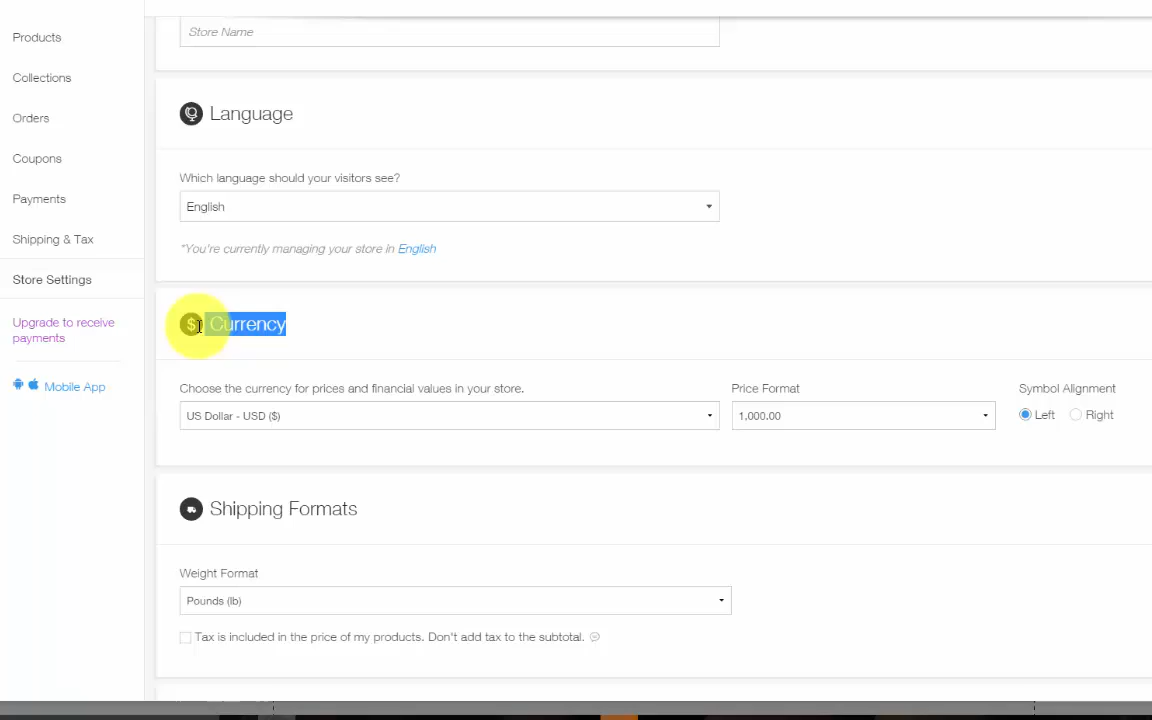 Products
Collections
Orders
Coupons
Payments
Shipping & Tax
Store Settings
Upgrade to receive
payments
Mobile App
Store Name
Language
Which language should your visitors see?
English
*You're currently managing your store in English
$ Currency
Choose the currency for prices and financial values in your store.
US Dollar - USD ($)
Price Format
1,000.00
Symbol Alignment
Left Right
Shipping Formats
Weight Format
Pounds (lb)
Tax is included in the price of my products. Don't add tax to the subtotal.